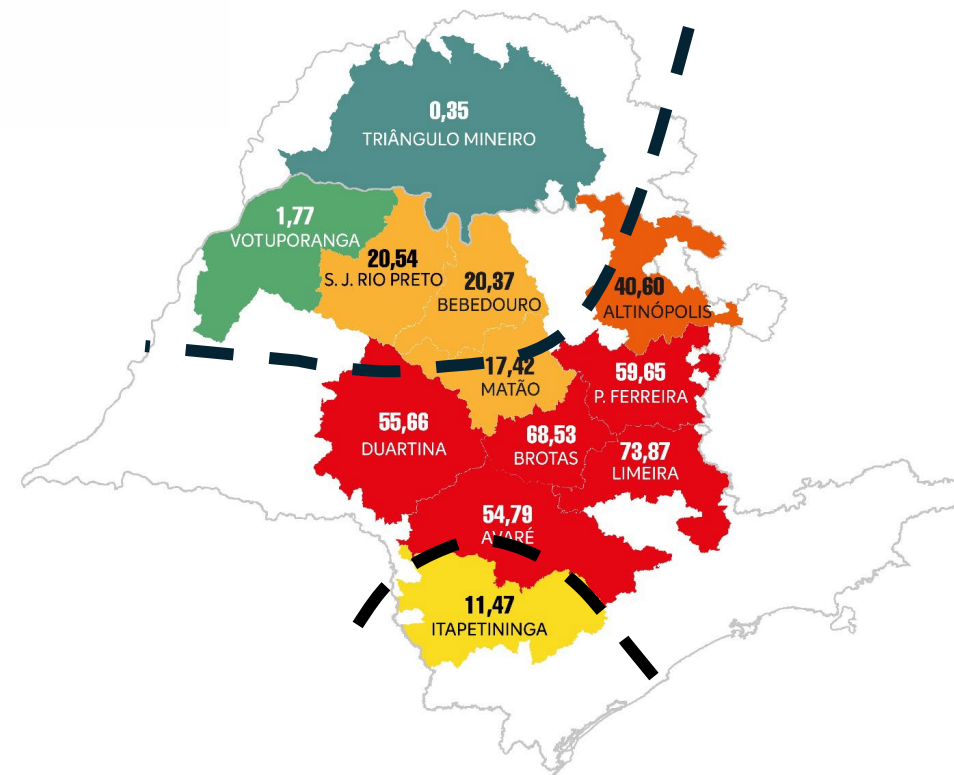 0,35
TRIÂNGULO MINEIRO
1,77
VOTUPORANGA
20,54
S. J. RIO PRETO
20,37
BEBEDOURO
40,60
ALTINÓPOLIS
17,42
MATÃO
59,65
P. FERREIRA
55,66
DUARTINA
68,53
BROTAS
73,87
LIMEIRA
54,79
AVARÉ
11,47
ITAPETININGA